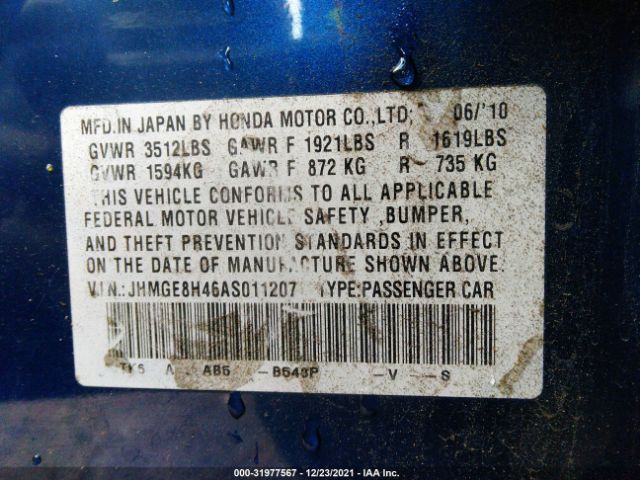 MFD.IN JAPAN BY HONDA MOTOR CO.,LTD; 06/'10
GVWR 3512LBS GAWR F 1921LBS R 1619LBS
GVWR 1594KG GAWR F 872 KG R 735 KG
THIS VEHICLE CONFORMS TO ALL APPLICABLE
FEDERAL MOTOR VEHICLE SAFETY ,BUMPER,
AND THEFT PREVENTION STANDARDS IN EFFECT
ON THE DATE OF MANUFACTURE SHOWN ABOVE.
V.I.N.:JHMGE8H46AS011207 TYPE:PASSENGER CAR
TK5 A AB5 -B548P -V -S
000-31977567 - 12/23/2021 - IAA Inc.